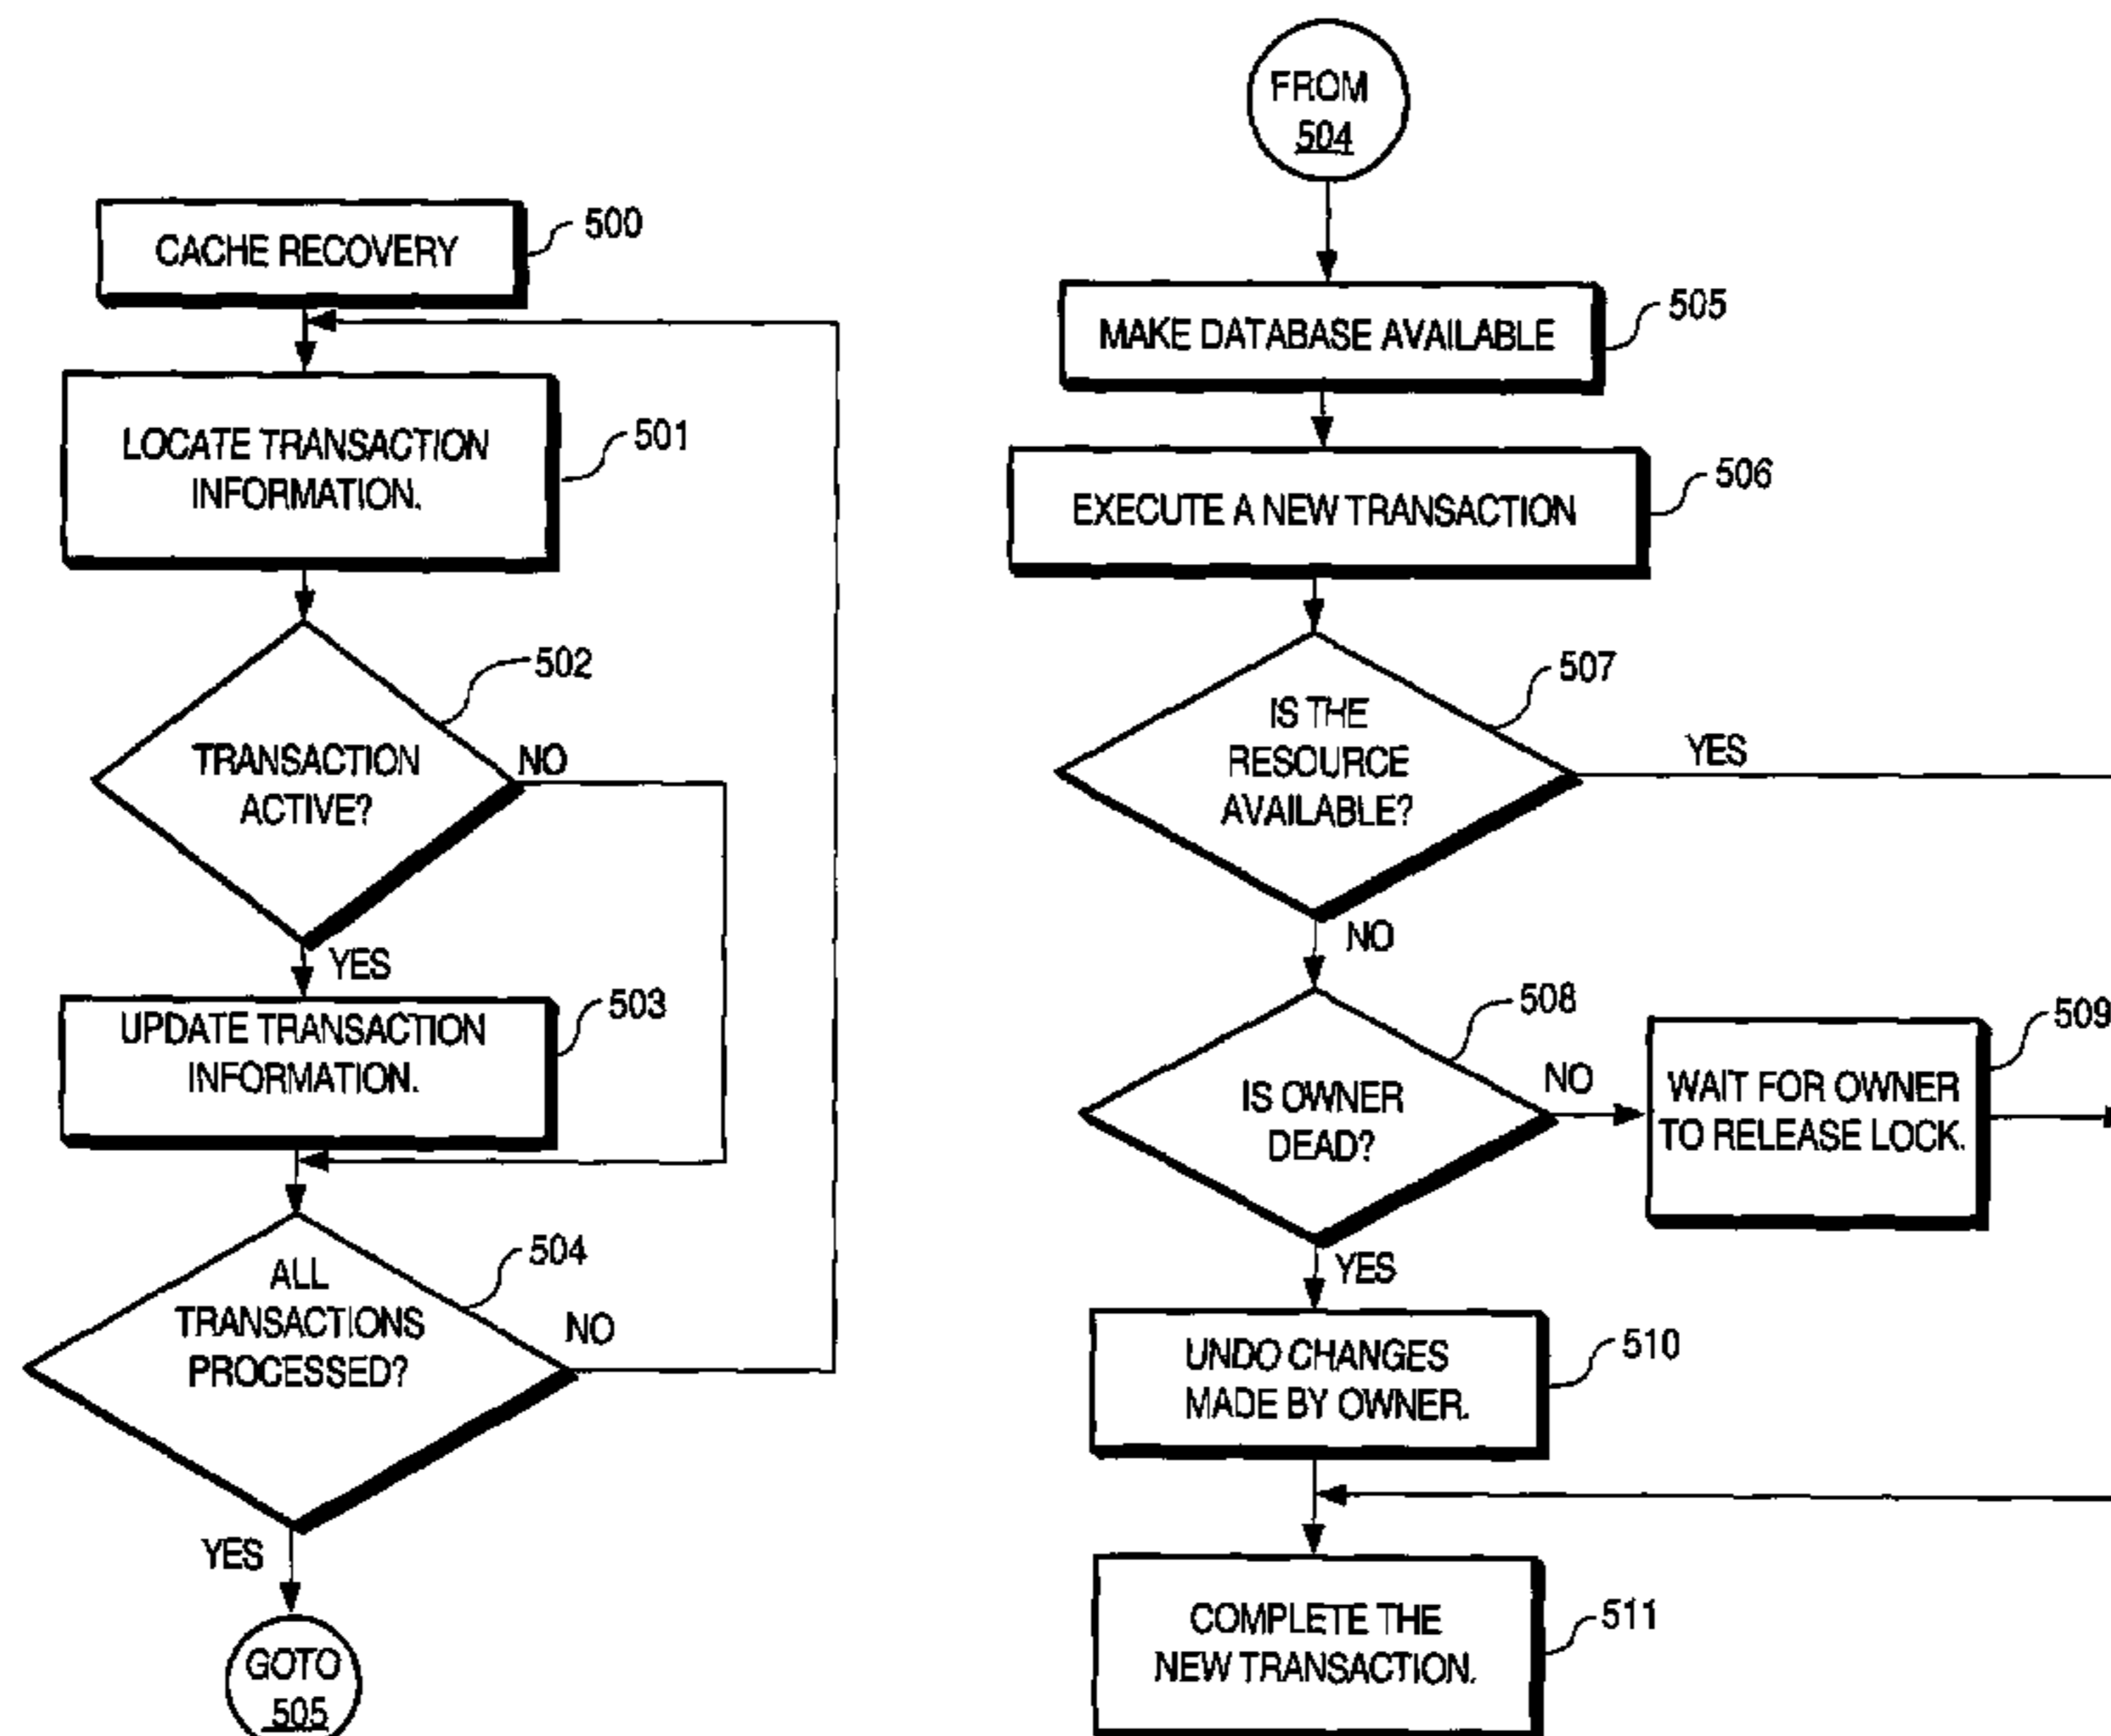 CACHE RECOVERY
500
LOCATE TRANSACTION
INFORMATION.
501
TRANSACTION
ACTIVE?
502
NO
YES
UPDATE TRANSACTION
INFORMATION.
503
ALL
TRANSACTIONS
PROCESSED?
504
NO
YES
GOTO
505
FROM
504
MAKE DATABASE AVAILABLE
505
EXECUTE A NEW TRANSACTION
506
IS THE
RESOURCE
AVAILABLE?
507
YES
NO
IS OWNER
DEAD?
508
NO
WAIT FOR OWNER
TO RELEASE LOCK.
509
YES
UNDO CHANGES
MADE BY OWNER.
510
COMPLETE THE
NEW TRANSACTION.
511